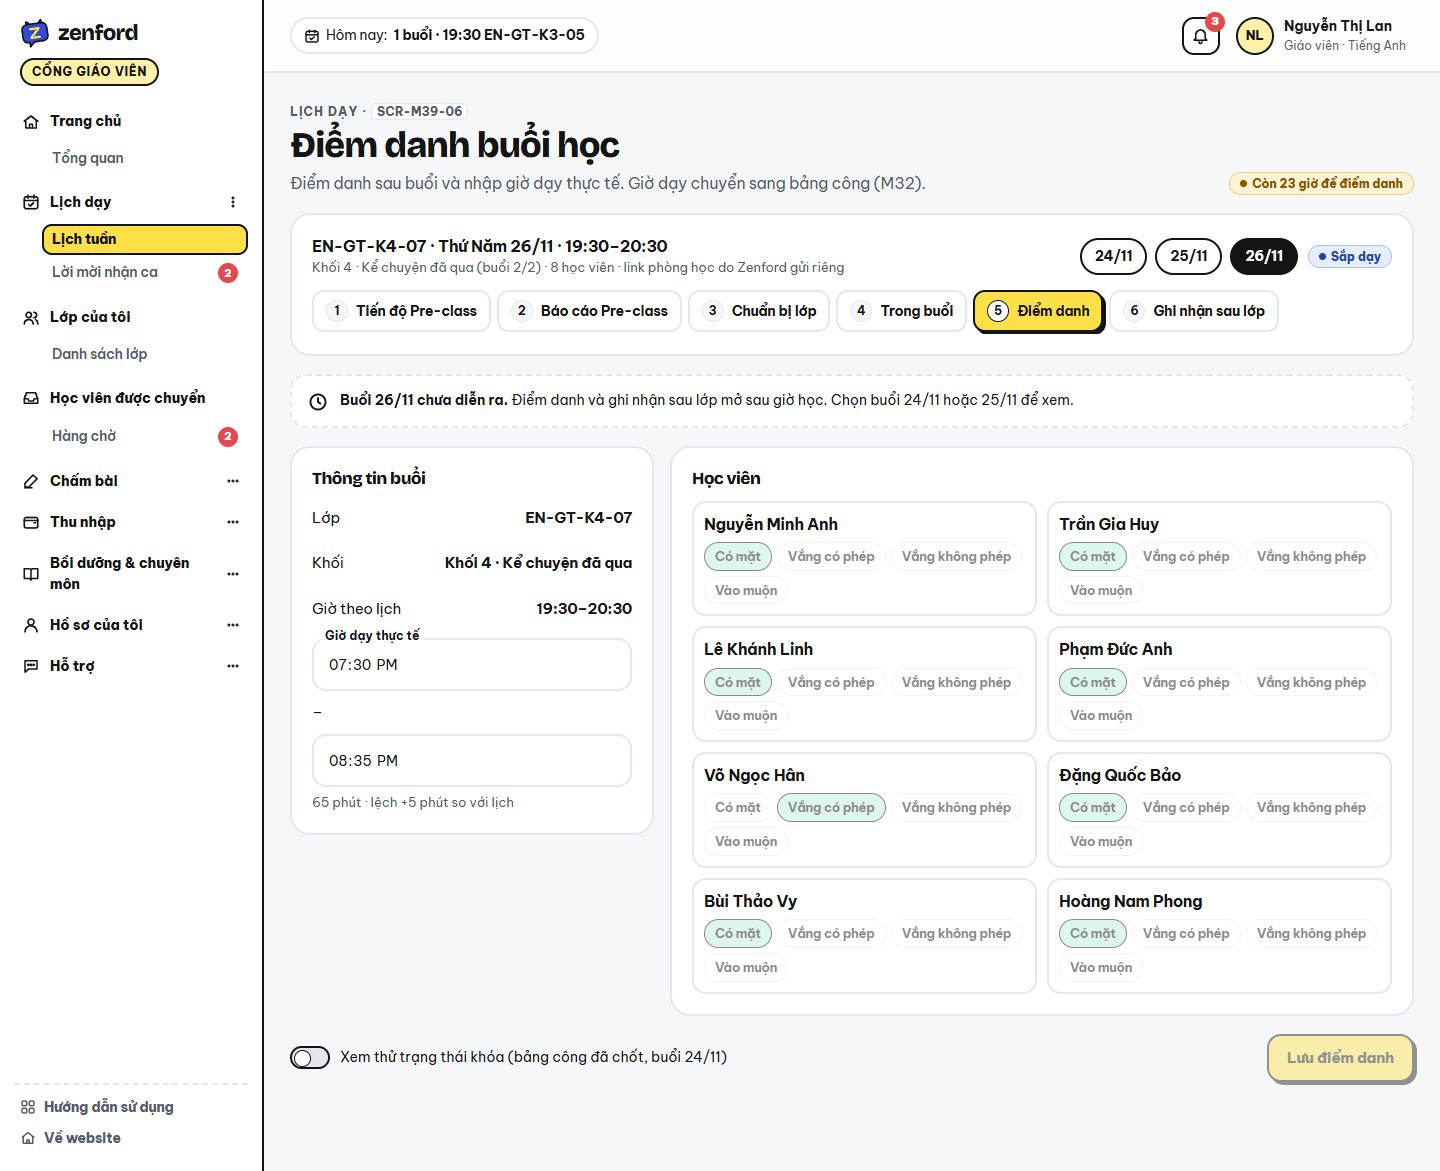 zenford
CỔNG GIÁO VIÊN
Trang chủ
Tổng quan
Lịch dạy
Lịch tuần
Lời mời nhận ca
2
Lớp của tôi
Danh sách lớp
Học viên được chuyển
Hàng chờ
2
Chấm bài
Thu nhập
Bồi dưỡng & chuyên
môn
Hồ sơ của tôi
Hỗ trợ
Hướng dẫn sử dụng
Về website
Hôm nay: 1 buổi · 19:30 EN-GT-K3-05
3
NL
Nguyễn Thị Lan
Giáo viên · Tiếng Anh
LỊCH DẠY · SCR-M39-06
Điểm danh buổi học
Điểm danh sau buổi và nhập giờ dạy thực tế. Giờ dạy chuyển sang bảng công (M32).
Còn 23 giờ để điểm danh
EN-GT-K4-07 · Thứ Năm 26/11 · 19:30–20:30
Khối 4 · Kể chuyện đã qua (buổi 2/2) · 8 học viên · link phòng học do Zenford gửi riêng
24/11
25/11
26/11
Sắp dạy
1 Tiến độ Pre-class
2 Báo cáo Pre-class
3 Chuẩn bị lớp
4 Trong buổi
5 Điểm danh
6 Ghi nhận sau lớp
Buổi 26/11 chưa diễn ra. Điểm danh và ghi nhận sau lớp mở sau giờ học. Chọn buổi 24/11 hoặc 25/11 để xem.
Thông tin buổi
Lớp EN-GT-K4-07
Khối Khối 4 · Kể chuyện đã qua
Giờ theo lịch 19:30–20:30
Giờ dạy thực tế
07:30 PM
–
08:35 PM
65 phút · lệch +5 phút so với lịch
Học viên
Nguyễn Minh Anh
Có mặt Vắng có phép Vắng không phép
Vào muộn
Trần Gia Huy
Có mặt Vắng có phép Vắng không phép
Vào muộn
Lê Khánh Linh
Có mặt Vắng có phép Vắng không phép
Vào muộn
Phạm Đức Anh
Có mặt Vắng có phép Vắng không phép
Vào muộn
Võ Ngọc Hân
Có mặt Vắng có phép Vắng không phép
Vào muộn
Đặng Quốc Bảo
Có mặt Vắng có phép Vắng không phép
Vào muộn
Bùi Thảo Vy
Có mặt Vắng có phép Vắng không phép
Vào muộn
Hoàng Nam Phong
Có mặt Vắng có phép Vắng không phép
Vào muộn
Xem thử trạng thái khóa (bảng công đã chốt, buổi 24/11)
Lưu điểm danh